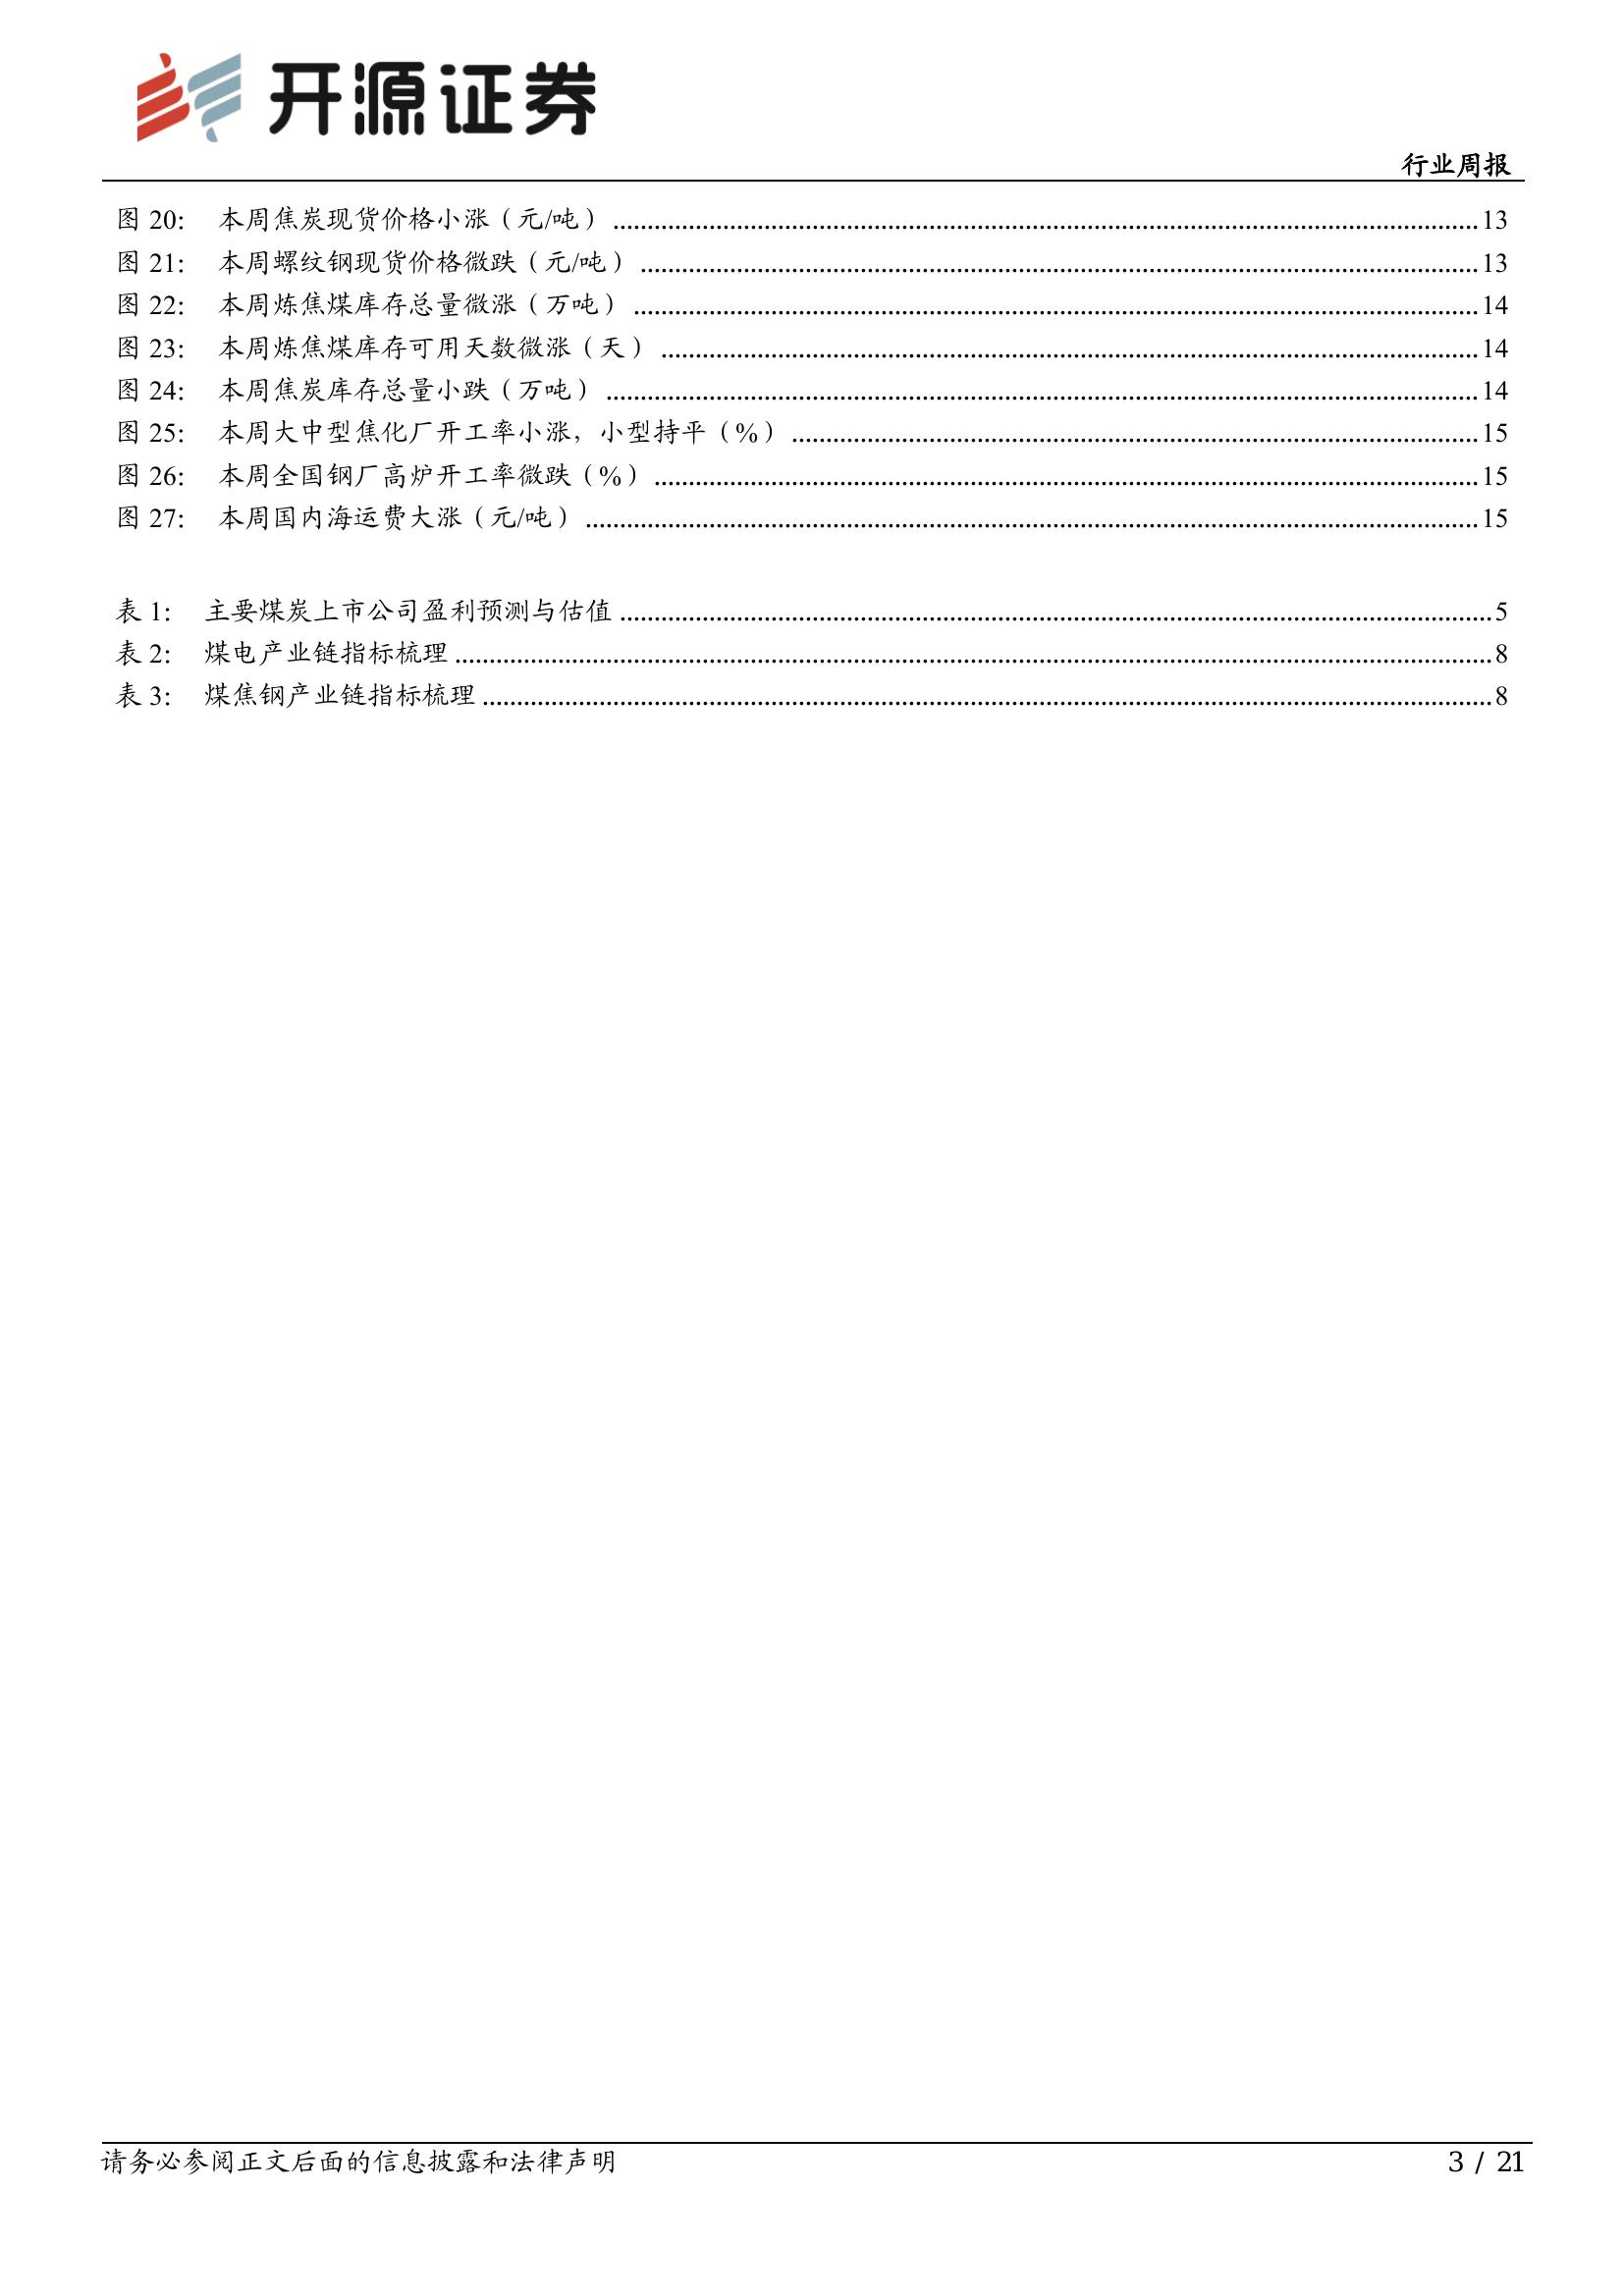 开源证券
行业周报
图 20: 本周焦炭现货价格小涨（元/吨） ........ 13
图 21: 本周螺纹钢现货价格微跌（元/吨） ........ 13
图 22: 本周炼焦煤库存总量微涨（万吨） ........ 14
图 23: 本周炼焦煤库存可用天数微涨（天） ........ 14
图 24: 本周焦炭库存总量小跌（万吨） ........ 14
图 25: 本周大中型焦化厂开工率小涨，小型持平（%） ........ 15
图 26: 本周全国钢厂高炉开工率微跌（%） ........ 15
图 27: 本周国内海运费大涨（元/吨） ........ 15
表 1: 主要煤炭上市公司盈利预测与估值 ........ 5
表 2: 煤电产业链指标梳理 ........ 8
表 3: 煤焦钢产业链指标梳理 ........ 8
请务必参阅正文后面的信息披露和法律声明
3 / 21